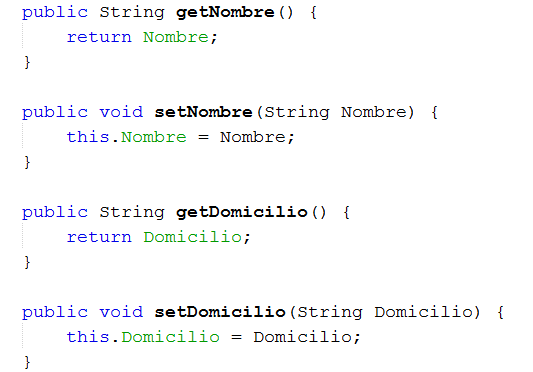 public String getNombre() {
    return Nombre;
}

public void setNombre(String Nombre) {
    this.Nombre = Nombre;
}

public String getDomicilio() {
    return Domicilio;
}

public void setDomicilio(String Domicilio) {
    this.Domicilio = Domicilio;
}